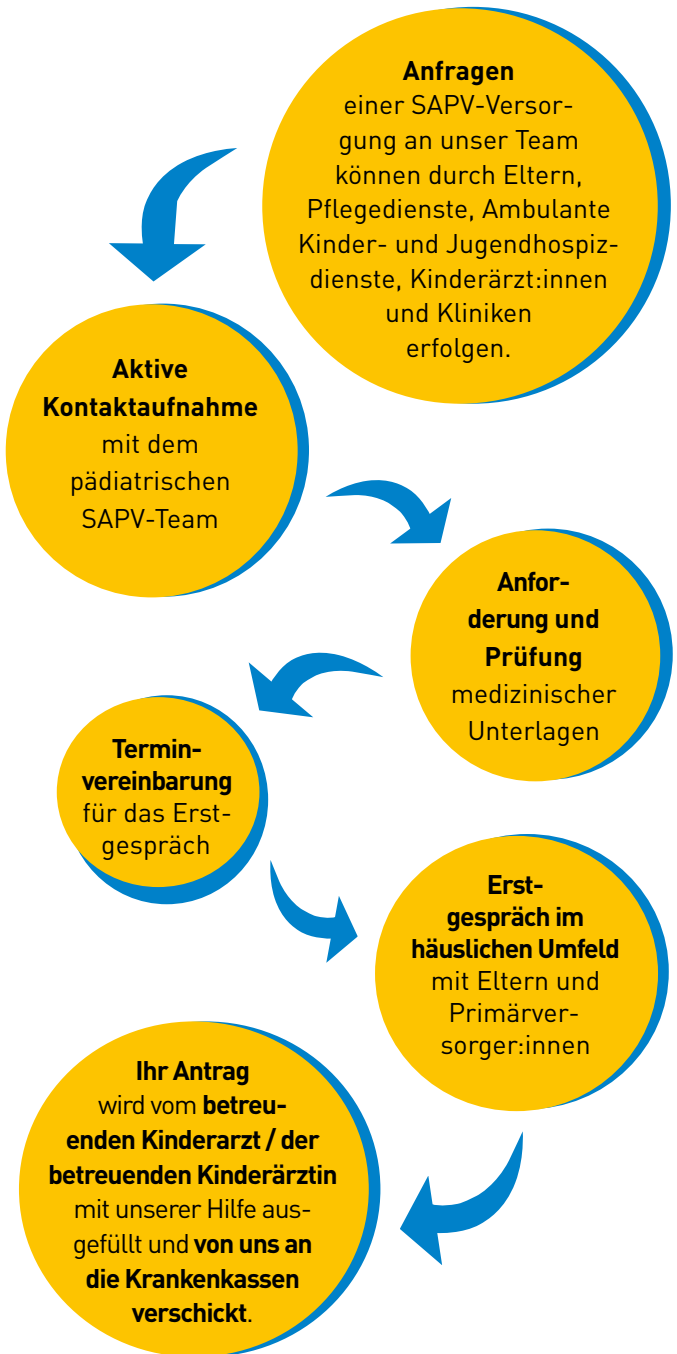 Anfragen
einer SAPV-Versor-
gung an unser Team
können durch Eltern,
Pflegedienste, Ambulante
Kinder- und Jugendhospiz-
dienste, Kinderärzt:innen
und Kliniken
erfolgen.
Aktive
Kontaktaufnahme
mit dem
pädiatrischen
SAPV-Team
Anfor-
derung und
Prüfung
medizinischer
Unterlagen
Termin-
vereinbarung
für das Erst-
gespräch
Erst-
gespräch im
häuslichen Umfeld
mit Eltern und
Primärver-
sorger:innen
Ihr Antrag
wird vom betreu-
enden Kinderarzt / der
betreuenden Kinderärztin
mit unserer Hilfe aus-
gefüllt und von uns an
die Krankenkassen
verschickt.